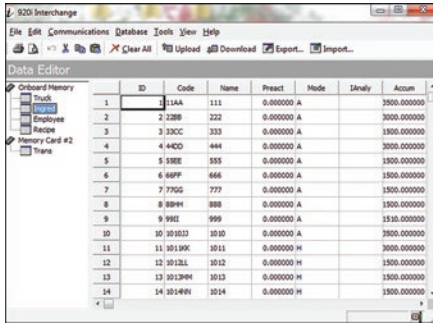 920i Interchange
File Edit Communications Database Tools View Help
Clear All Upload Download Export... Import...
Data Editor
Onboard Memory
Truck
Ingred
Employee
Recipe
Memory Card #2
Trans
ID Code Name Preact Mode IAnaly Accum
1 1 11AA 111 0.000000 A 3500.000000
2 2 22BB 222 0.000000 A 3000.000000
3 3 33CC 333 0.000000 A 1500.000000
4 4 44DD 444 0.000000 A 3000.000000
5 5 55EE 555 0.000000 A 1500.000000
6 6 66FF 666 0.000000 A 1500.000000
7 7 77GG 777 0.000000 A 1500.000000
8 8 88HH 888 0.000000 A 1500.000000
9 9 99II 999 0.000000 A 1510.000000
10 10 1010JJ 1010 0.000000 A 3500.000000
11 11 1011KK 1011 0.000000 H 3000.000000
12 12 1012LL 1012 0.000000 H 1500.000000
13 13 1013MM 1013 0.000000 H 1500.000000
14 14 1014NN 1014 0.000000 H 1500.000000